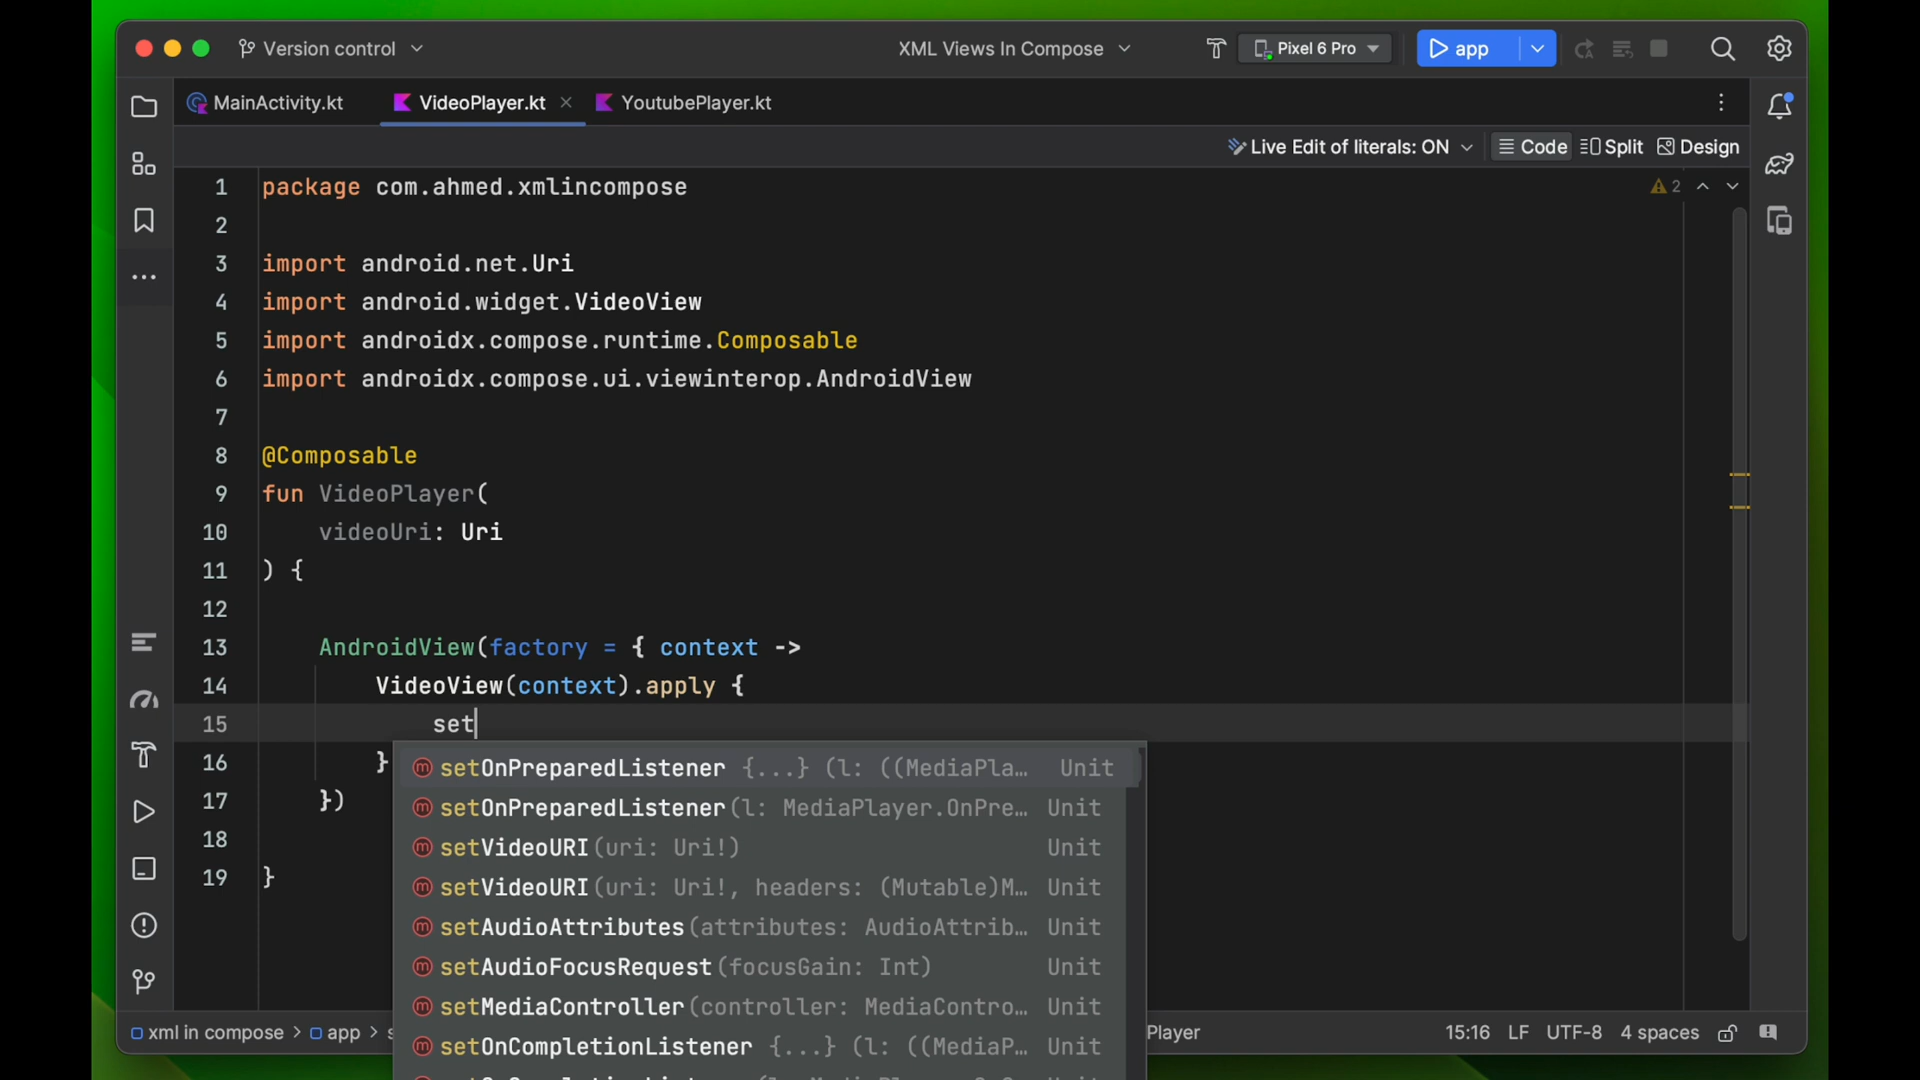 Version control
XML Views In Compose
Pixel 6 Pro
app
MainActivity.kt
VideoPlayer.kt
YoutubePlayer.kt
Live Edit of literals: ON
Code
Split
Design
2
1 package com.ahmed.xmlincompose
2
3 import android.net.Uri
4 import android.widget.VideoView
5 import androidx.compose.runtime.Composable
6 import androidx.compose.ui.viewinterop.AndroidView
7
8 @Composable
9 fun VideoPlayer(
10 videoUri: Uri
11 ) {
12
13 AndroidView(factory = { context ->
14 VideoView(context).apply {
15 set
16 }
17 })
18
19 }
setOnPreparedListener {...} (l: ((MediaPla… Unit
setOnPreparedListener(l: MediaPlayer.OnPre… Unit
setVideoURI(uri: Uri!) Unit
setVideoURI(uri: Uri!, headers: (Mutable)M… Unit
setAudioAttributes(attributes: AudioAttrib… Unit
setAudioFocusRequest(focusGain: Int) Unit
setMediaController(controller: MediaContro… Unit
setOnCompletionListener {...} (l: ((MediaP… Unit
xml in compose > app > s
Player
15:16 LF UTF-8 4 spaces